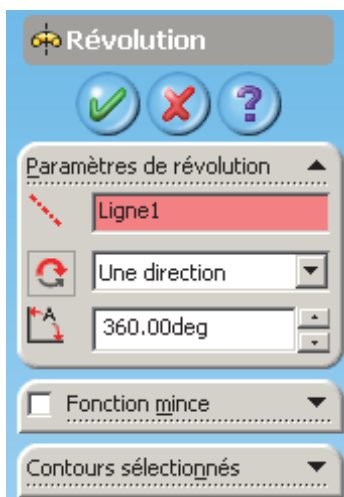 Révolution
?
Paramètres de révolution
Ligne1
Une direction
A
360.00deg
Fonction mince
Contours sélectionnés